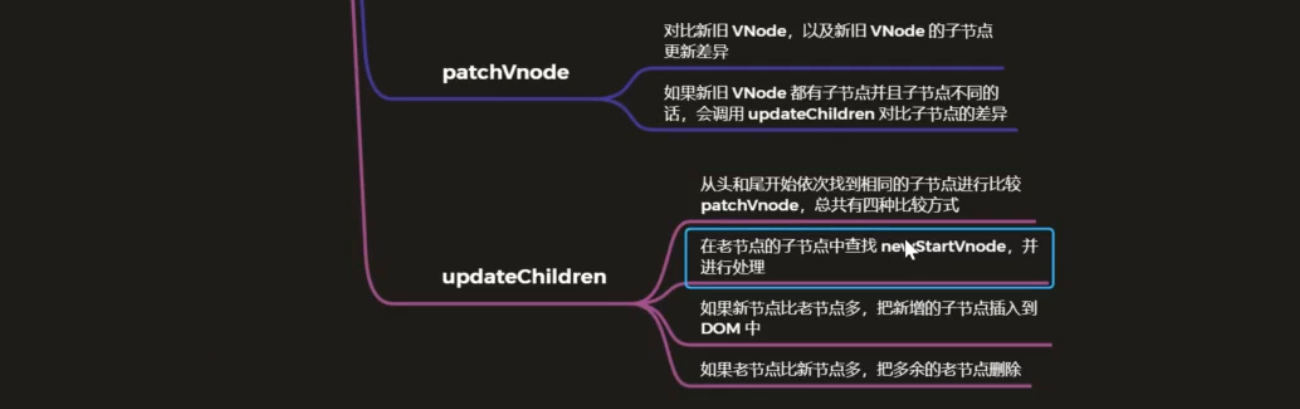 patchVnode
对比新旧 VNode，以及新旧 VNode 的子节点
更新差异
如果新旧 VNode 都有子节点并且子节点不同的
话，会调用 updateChildren 对比子节点的差异
updateChildren
从头和尾开始依次找到相同的子节点进行比较
patchVnode，总共有四种比较方式
在老节点的子节点中查找 newStartVnode，并
进行处理
如果新节点比老节点多，把新增的子节点插入到
DOM 中
如果老节点比新节点多，把多余的老节点删除